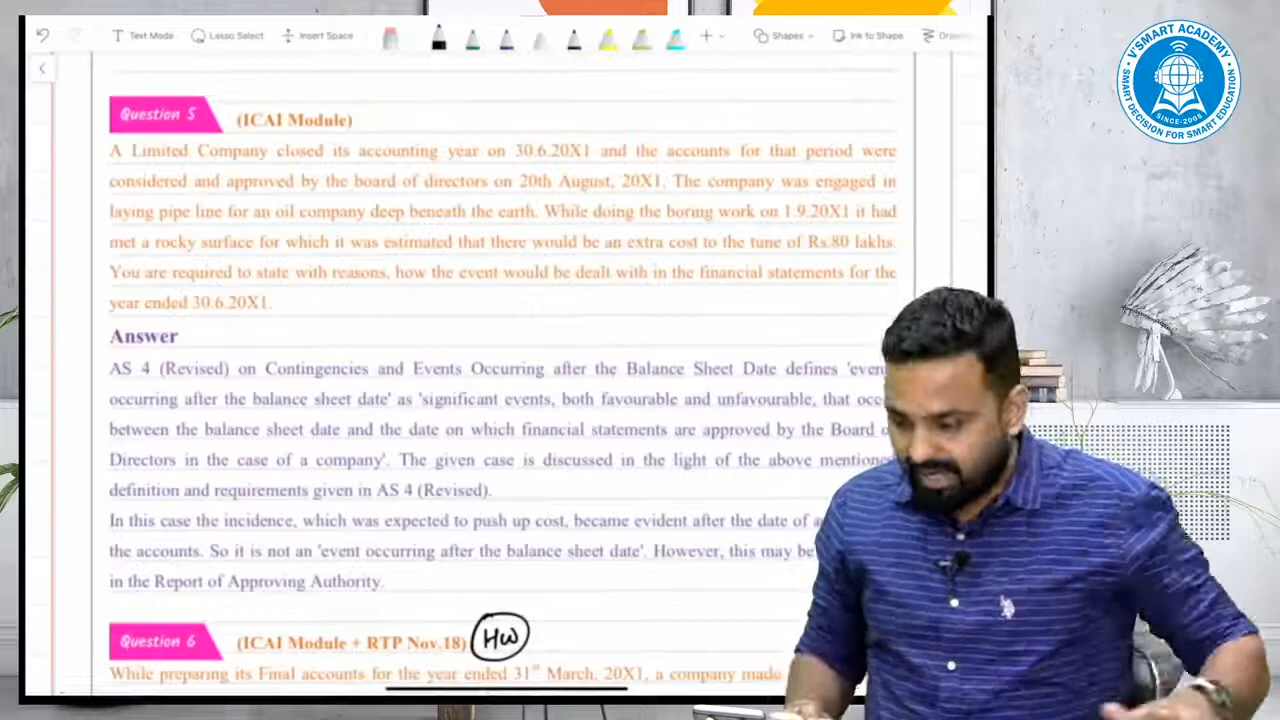 Text Mode
Lasso Select
Insert Space
Shapes
Ink to Shape
V'SMART ACADEMY
SMART DECISION FOR SMART EDUCATION
SINCE-2005
Question 5 (ICAI Module)
A Limited Company closed its accounting year on 30.6.20X1 and the accounts for that period were
considered and approved by the board of directors on 20th August, 20X1. The company was engaged in
laying pipe line for an oil company deep beneath the earth. While doing the boring work on 1.9.20X1 it had
met a rocky surface for which it was estimated that there would be an extra cost to the tune of Rs.80 lakhs.
You are required to state with reasons, how the event would be dealt with in the financial statements for the
year ended 30.6.20X1.
Answer
AS 4 (Revised) on Contingencies and Events Occurring after the Balance Sheet Date defines
occurring after the balance sheet date' as 'significant events, both favourable and unfavourable, that
between the balance sheet date and the date on which financial statements are approved by the Board
Directors in the case of a company'. The given case is discussed in the light of the above
definition and requirements given in AS 4 (Revised).
In this case the incidence, which was expected to push up cost, became evident after the date of
the accounts. So it is not an 'event occurring after the balance sheet date'. However, this may be
in the Report of Approving Authority.
Question 6 (ICAI Module + RTP Nov.18) HW
While preparing its Final accounts for the year ended 31st March, 20X1, a company made